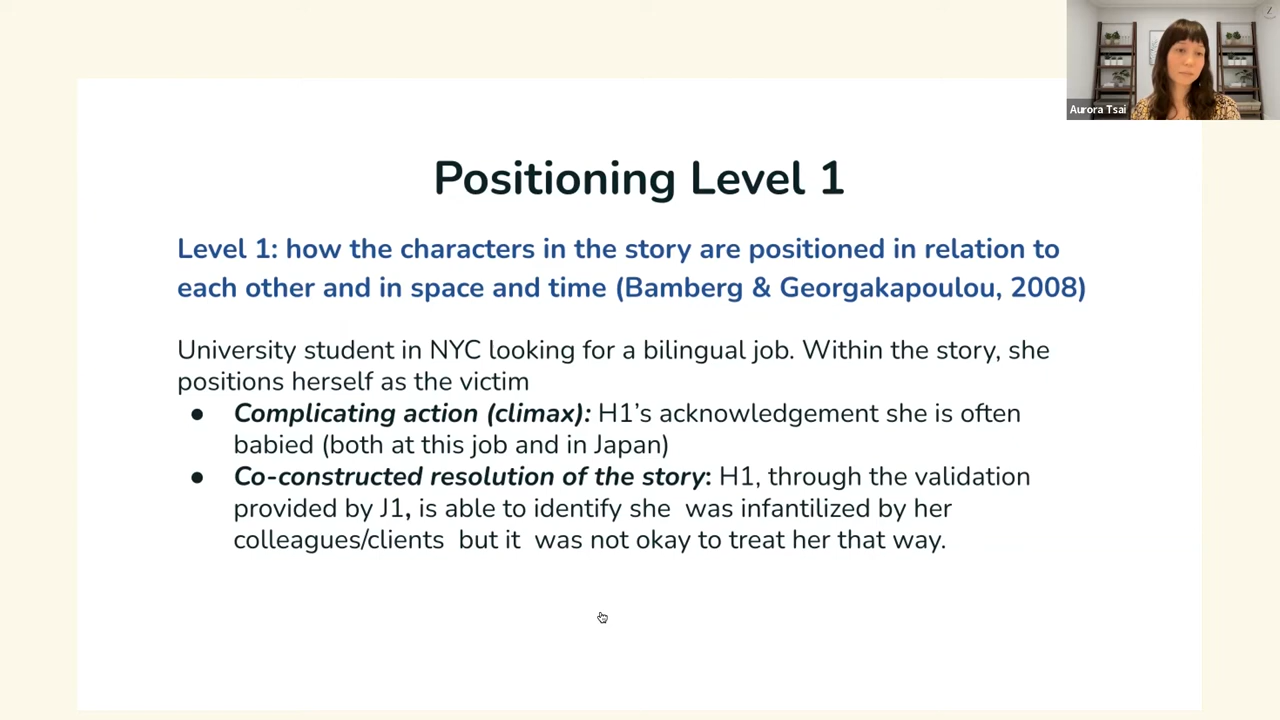 Aurora Tsai
Positioning Level 1
Level 1: how the characters in the story are positioned in relation to
each other and in space and time (Bamberg & Georgakapoulou, 2008)
University student in NYC looking for a bilingual job. Within the story, she
positions herself as the victim
● Complicating action (climax): H1’s acknowledgement she is often
babied (both at this job and in Japan)
● Co-constructed resolution of the story: H1, through the validation
provided by J1, is able to identify she was infantilized by her
colleagues/clients but it was not okay to treat her that way.